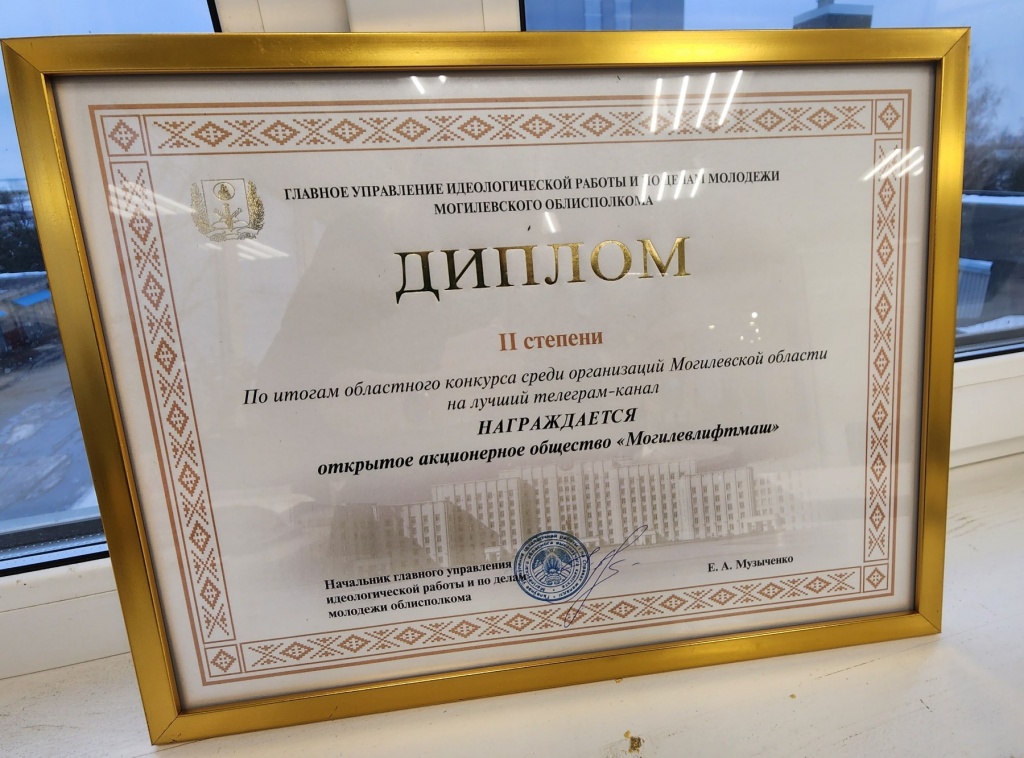 ГЛАВНОЕ УПРАВЛЕНИЕ ИДЕОЛОГИЧЕСКОЙ РАБОТЫ И ПО ДЕЛАМ МОЛОДЕЖИ
МОГИЛЕВСКОГО ОБЛИСПОЛКОМА
ДИПЛОМ
II степени
По итогам областного конкурса среди организаций Могилевской области
на лучший телеграм-канал
НАГРАЖДАЕТСЯ
открытое акционерное общество «Могилевлифтмаш»
Начальник главного управления
идеологической работы и по делам
молодежи облисполкома
Е. А. Музыченко